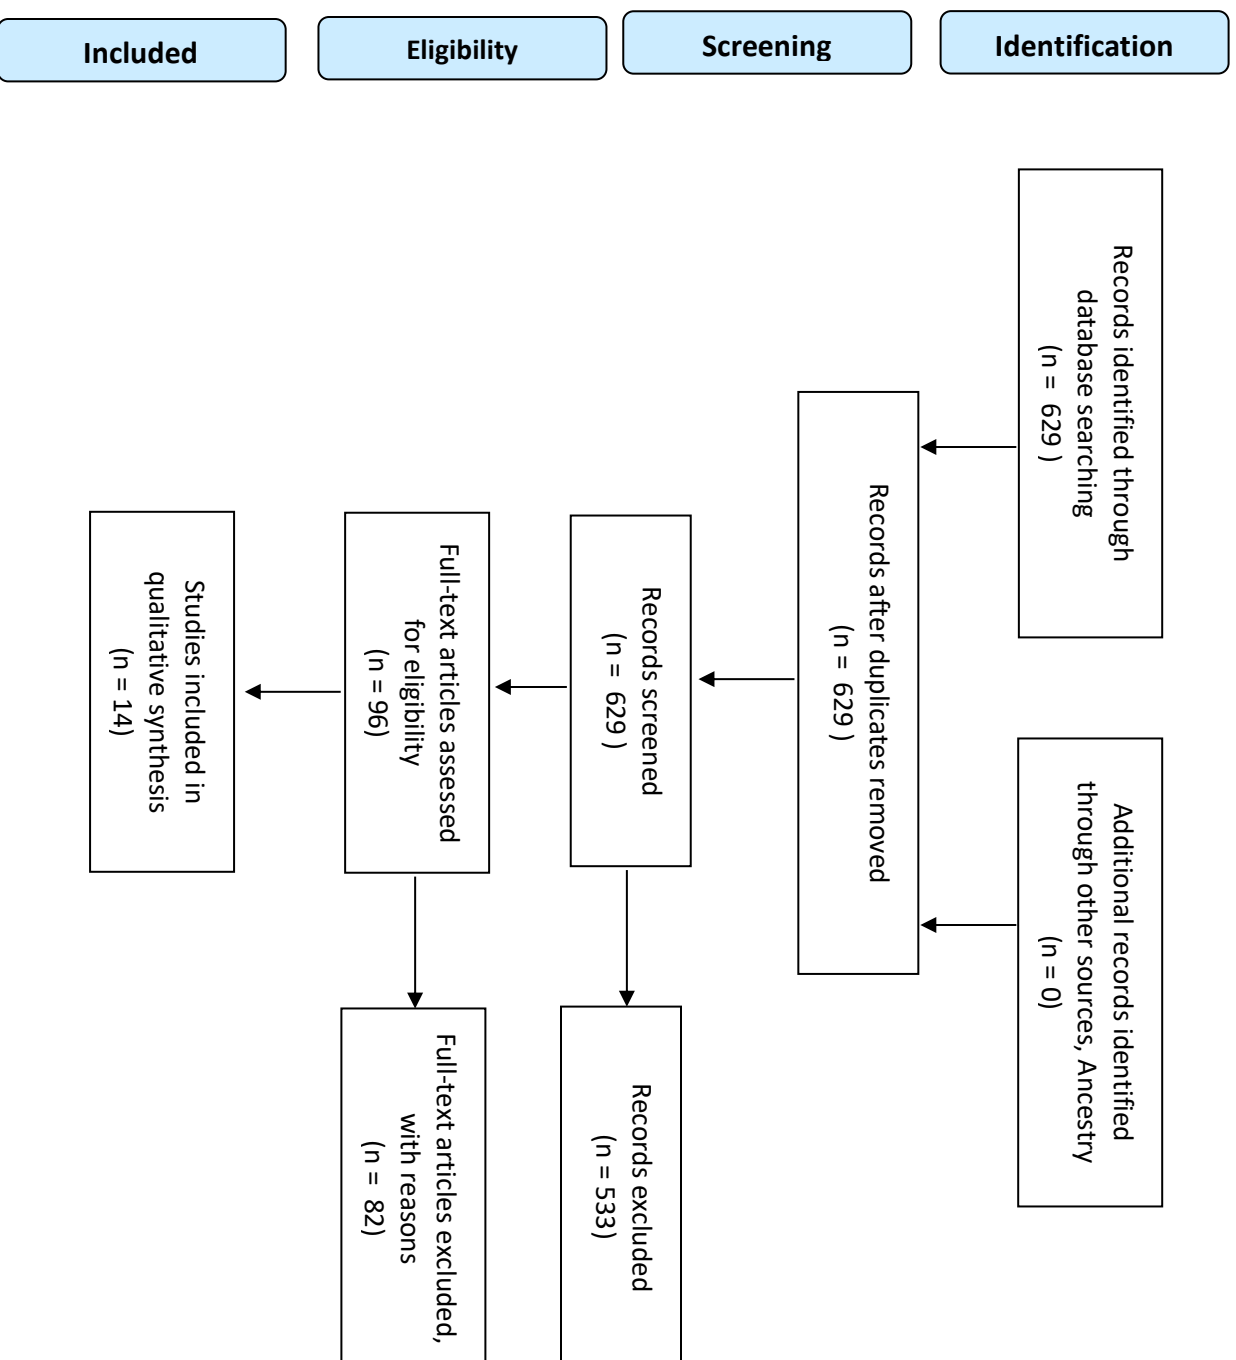 Identification
Screening
Eligibility
Included
Records identified through
database searching
(n = 629 )
Additional records identified
through other sources, Ancestry
(n = 0)
Records after duplicates removed
(n = 629 )
Records screened
(n = 629 )
Records excluded
(n = 533)
Full-text articles assessed
for eligibility
(n = 96)
Full-text articles excluded,
with reasons
(n = 82)
Studies included in
qualitative synthesis
(n = 14)